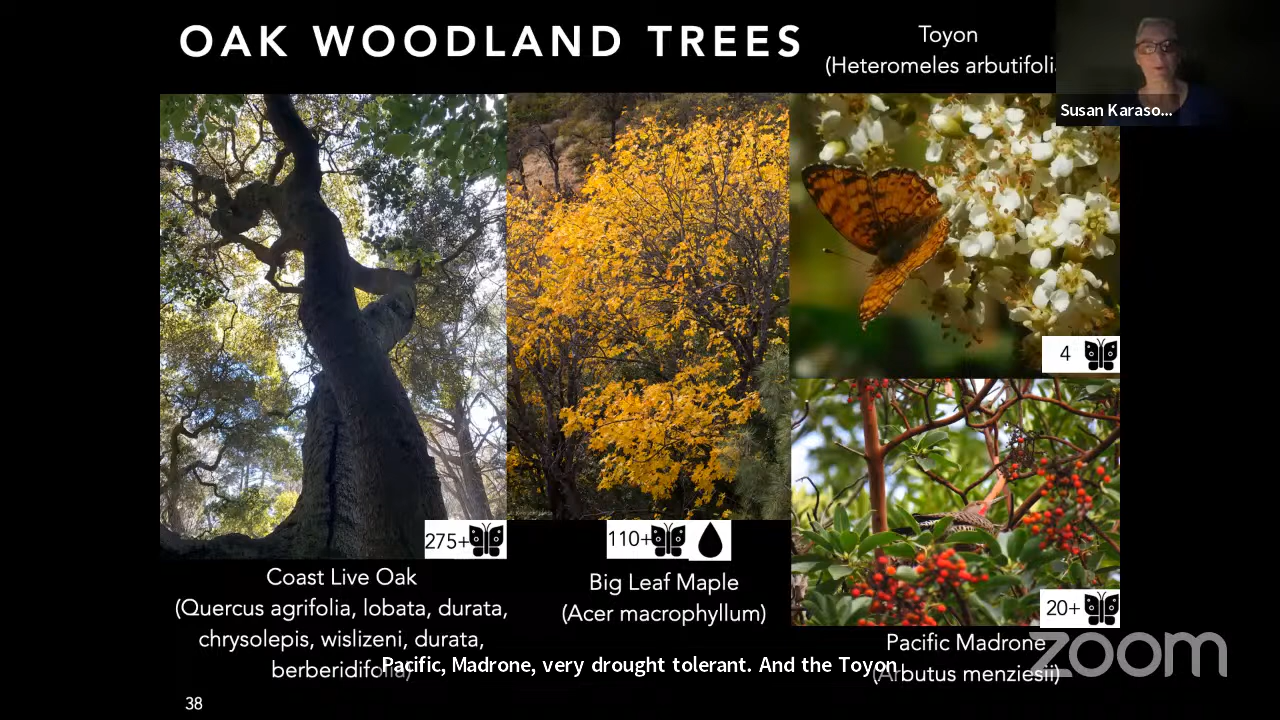 OAK WOODLAND TREES
Toyon
(Heteromeles arbutifoli
Susan Karaso...
4
275+
110+
20+
Coast Live Oak
(Quercus agrifolia, lobata, durata,
chrysolepis, wislizeni, durata,
berberidifolia)
Big Leaf Maple
(Acer macrophyllum)
Pacific Madrone
(Arbutus menziesii)
Pacific, Madrone, very drought tolerant. And the Toyon
zoom
38